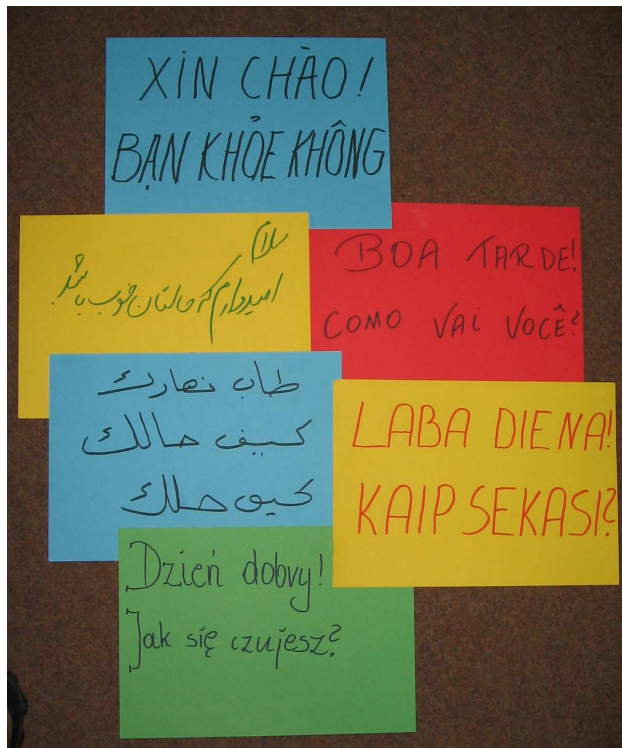 XIN CHÀO!
BẠN KHỎE KHÔNG
سلام
امیدوارم که حالتان خوب باشد.
BOA TARDE!
COMO VAI VOCÊ?
طاب نهارك
كيف حالك
كيف حلك
LABA DIENA!
KAIP SEKASI?
Dzień dobry!
Jak się czujesz?